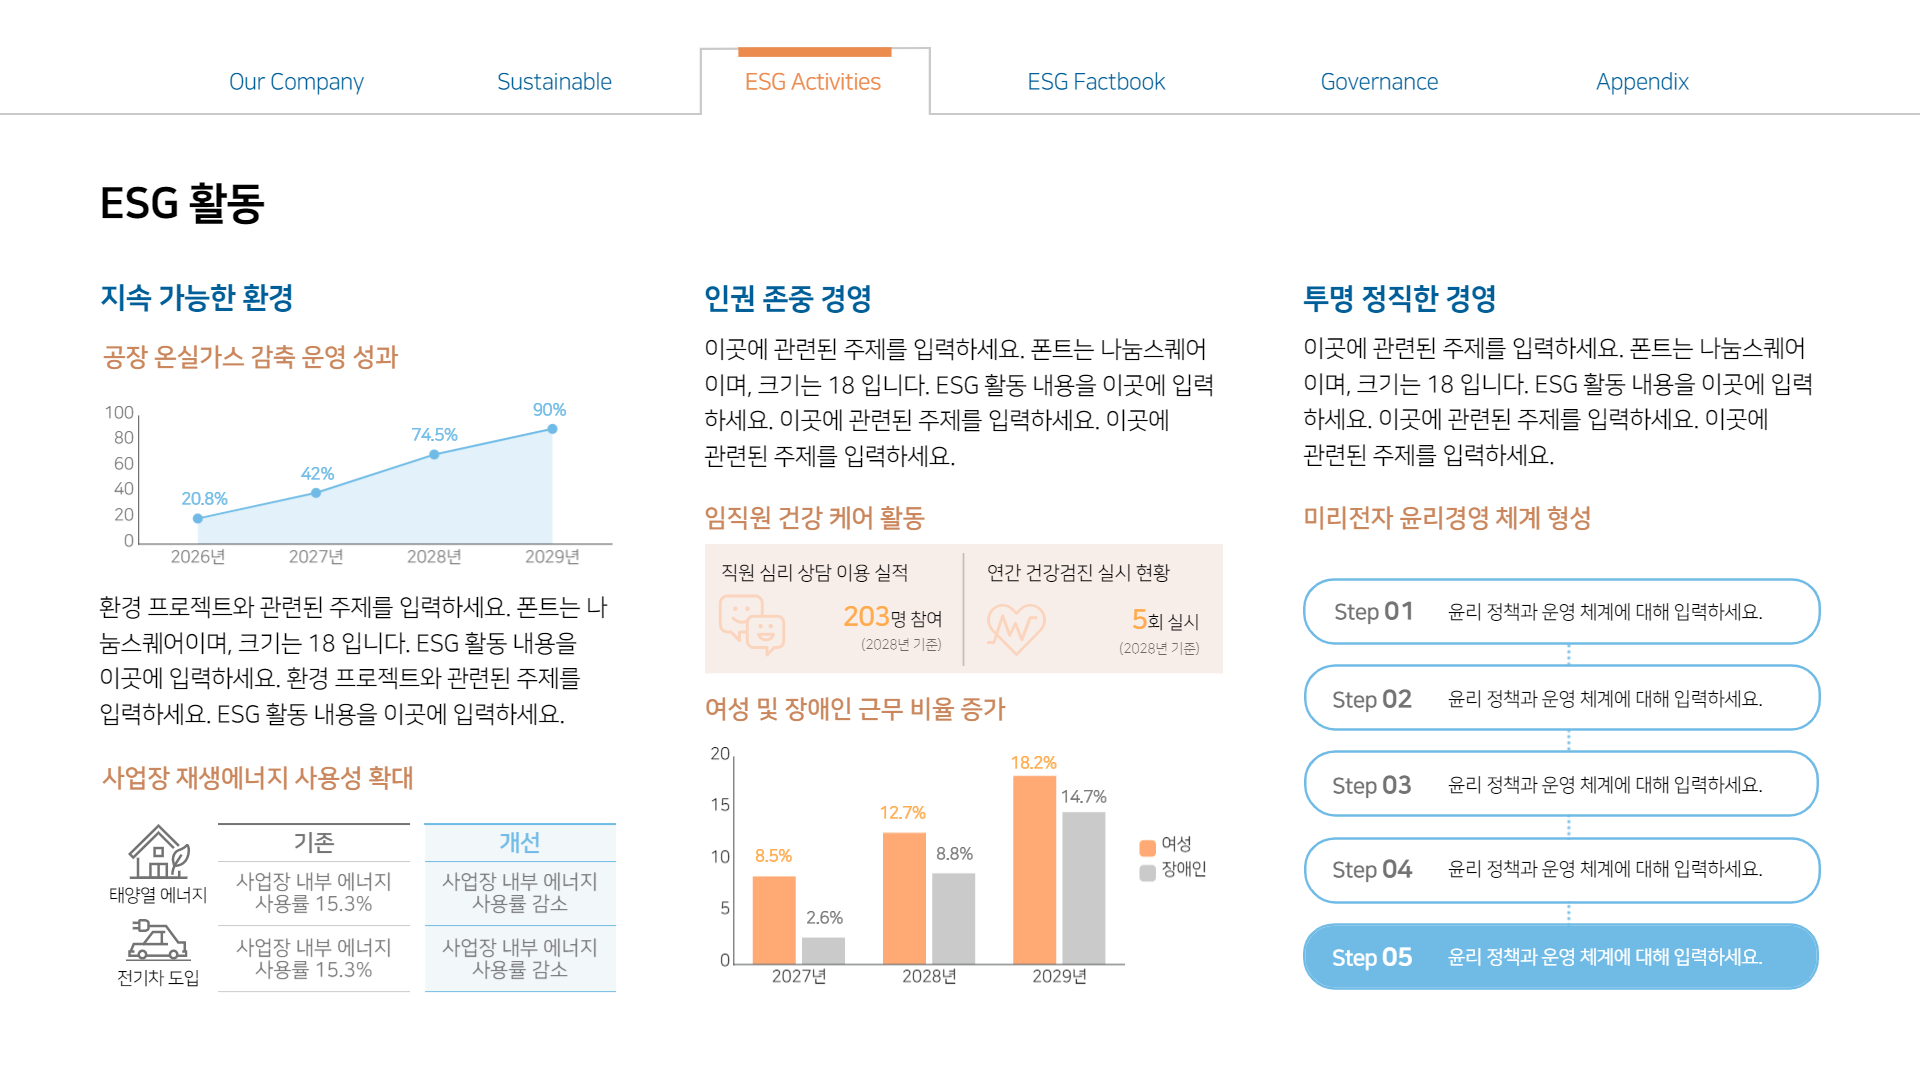 Our Company
Sustainable
ESG Activities
ESG Factbook
Governance
Appendix
ESG 활동
지속 가능한 환경
공장 온실가스 감축 운영 성과
100
80
60
40
20
0
20.8%
42%
74.5%
90%
2026년
2027년
2028년
2029년
환경 프로젝트와 관련된 주제를 입력하세요. 폰트는 나
눔스퀘어이며, 크기는 18 입니다. ESG 활동 내용을
이곳에 입력하세요. 환경 프로젝트와 관련된 주제를
입력하세요. ESG 활동 내용을 이곳에 입력하세요.
사업장 재생에너지 사용성 확대
기존
개선
태양열 에너지
사업장 내부 에너지
사용률 15.3%
사업장 내부 에너지
사용률 감소
전기차 도입
사업장 내부 에너지
사용률 15.3%
사업장 내부 에너지
사용률 감소
인권 존중 경영
이곳에 관련된 주제를 입력하세요. 폰트는 나눔스퀘어
이며, 크기는 18 입니다. ESG 활동 내용을 이곳에 입력
하세요. 이곳에 관련된 주제를 입력하세요. 이곳에
관련된 주제를 입력하세요.
임직원 건강 케어 활동
직원 심리 상담 이용 실적
203명 참여
(2028년 기준)
연간 건강검진 실시 현황
5회 실시
(2028년 기준)
여성 및 장애인 근무 비율 증가
20
15
10
5
0
8.5%
2.6%
12.7%
8.8%
18.2%
14.7%
2027년
2028년
2029년
여성
장애인
투명 정직한 경영
이곳에 관련된 주제를 입력하세요. 폰트는 나눔스퀘어
이며, 크기는 18 입니다. ESG 활동 내용을 이곳에 입력
하세요. 이곳에 관련된 주제를 입력하세요. 이곳에
관련된 주제를 입력하세요.
미리전자 윤리경영 체계 형성
Step 01 윤리 정책과 운영 체계에 대해 입력하세요.
Step 02 윤리 정책과 운영 체계에 대해 입력하세요.
Step 03 윤리 정책과 운영 체계에 대해 입력하세요.
Step 04 윤리 정책과 운영 체계에 대해 입력하세요.
Step 05 윤리 정책과 운영 체계에 대해 입력하세요.